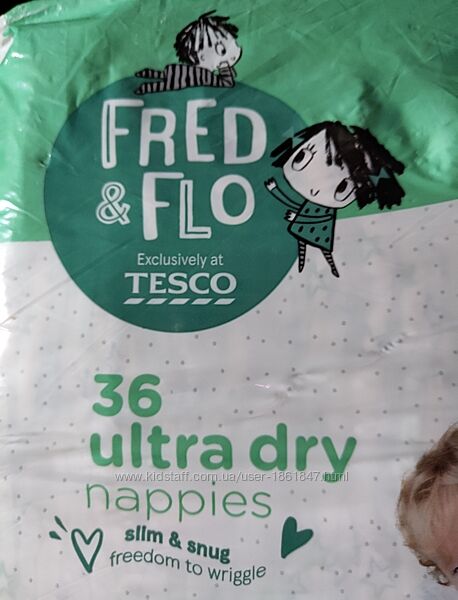 FRED
& FLO
Exclusively at
TESCO
36
ultra dry
www.kidstaff.com.ua/user-1861847.html
nappies
slim & snug
freedom to wriggle